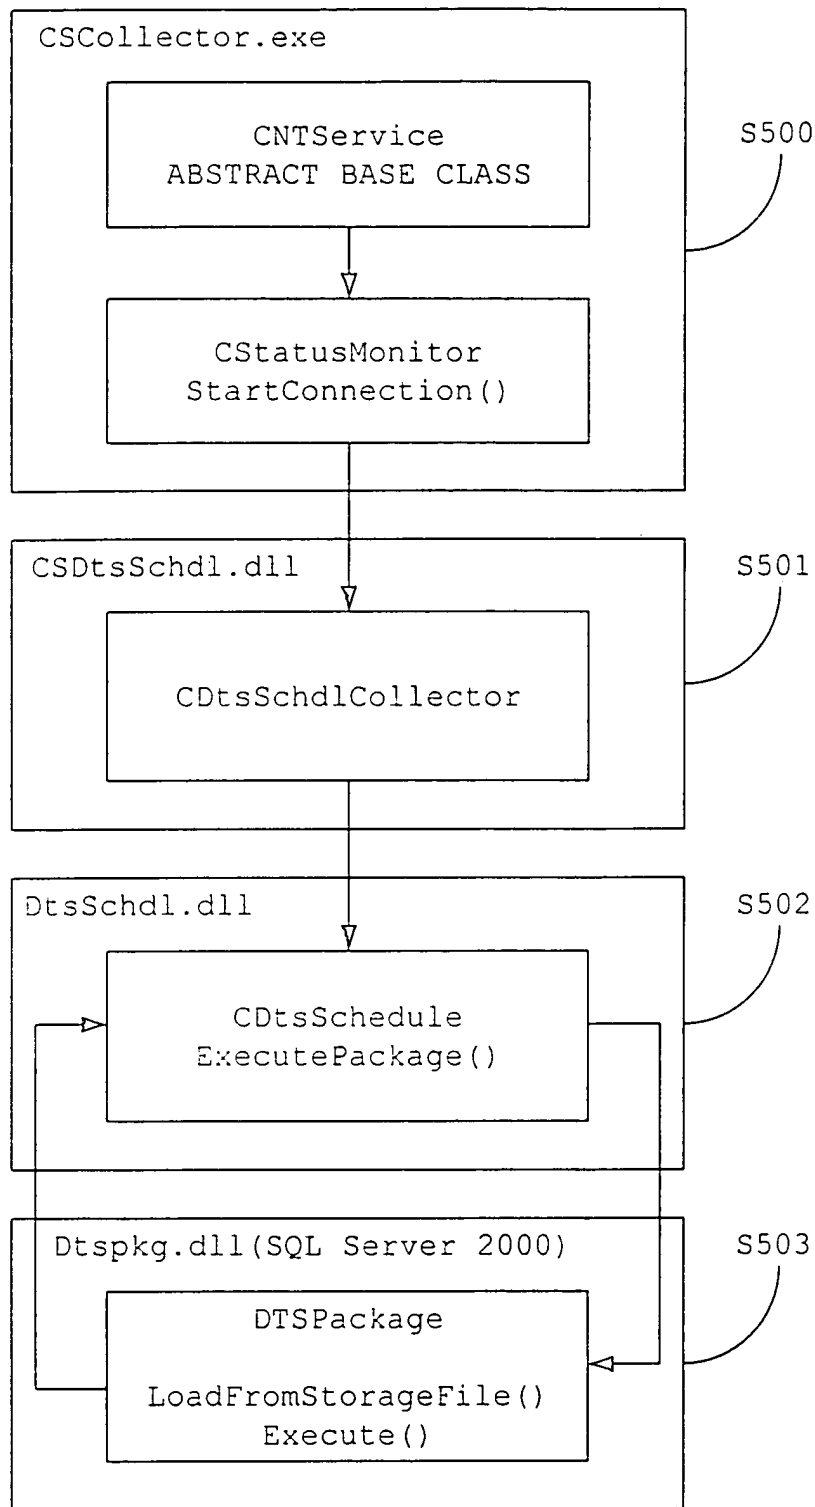 CSCollector.exe
CNTService
ABSTRACT BASE CLASS
S500
CStatusMonitor
StartConnection()
CSDtsSchdl.dll
S501
CDtsSchdlCollector
DtsSchdl.dll
S502
CDtsSchedule
ExecutePackage()
Dtspkg.dll(SQL Server 2000)
S503
DTSPackage
LoadFromStorageFile()
Execute()